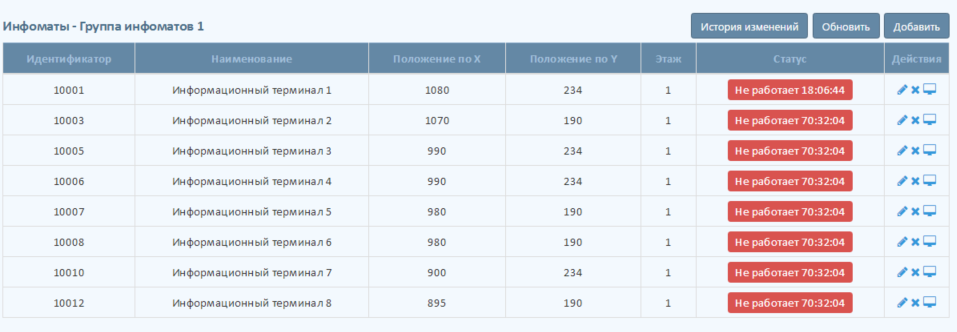 Инфоматы - Группа инфоматов 1 История изменений Обновить Добавить
Идентификатор Наименование Положение по X Положение по Y Этаж Статус Действия
10001 Информационный терминал 1 1080 234 1 Не работает 18:06:44
10003 Информационный терминал 2 1070 190 1 Не работает 70:32:04
10005 Информационный терминал 3 990 234 1 Не работает 70:32:04
10006 Информационный терминал 4 990 234 1 Не работает 70:32:04
10007 Информационный терминал 5 980 190 1 Не работает 70:32:04
10008 Информационный терминал 6 980 190 1 Не работает 70:32:04
10010 Информационный терминал 7 900 234 1 Не работает 70:32:04
10012 Информационный терминал 8 895 190 1 Не работает 70:32:04